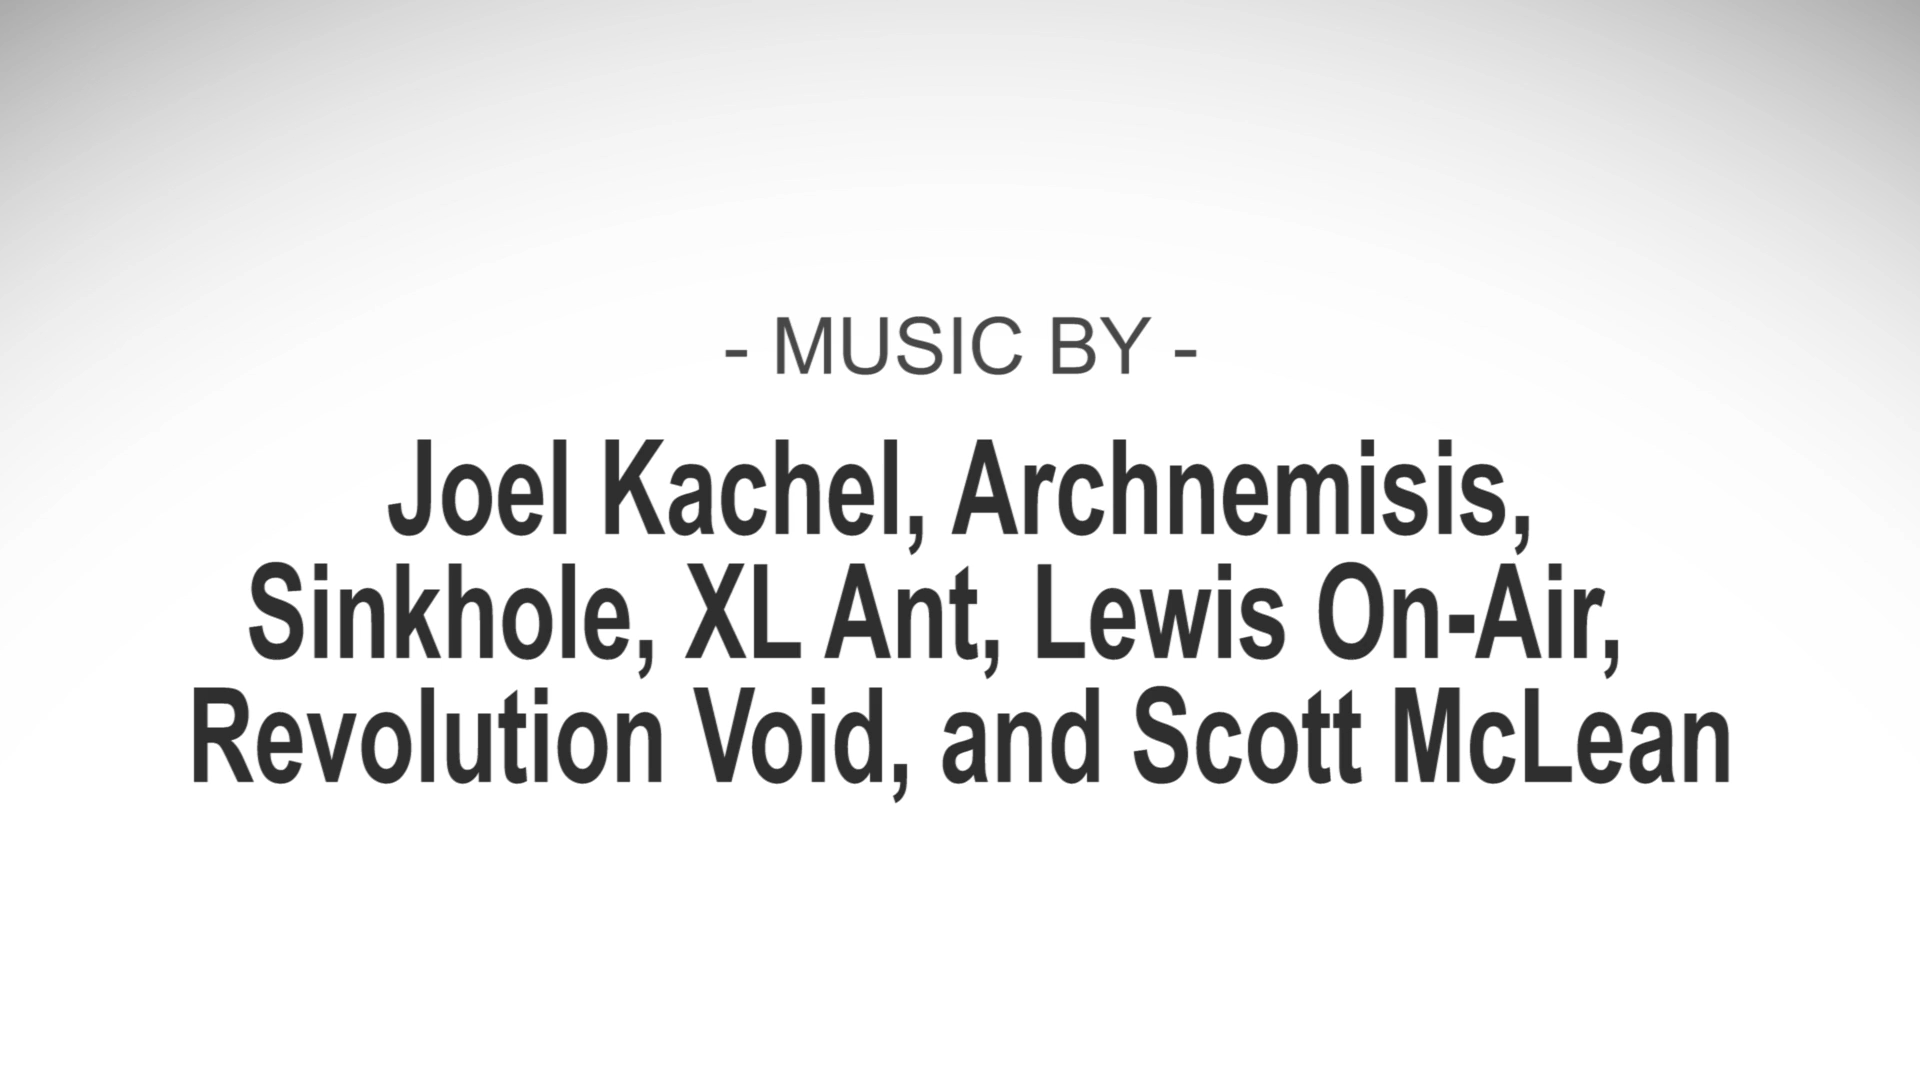 - MUSIC BY -
Joel Kachel, Archnemisis,
Sinkhole, XL Ant, Lewis On-Air,
Revolution Void, and Scott McLean